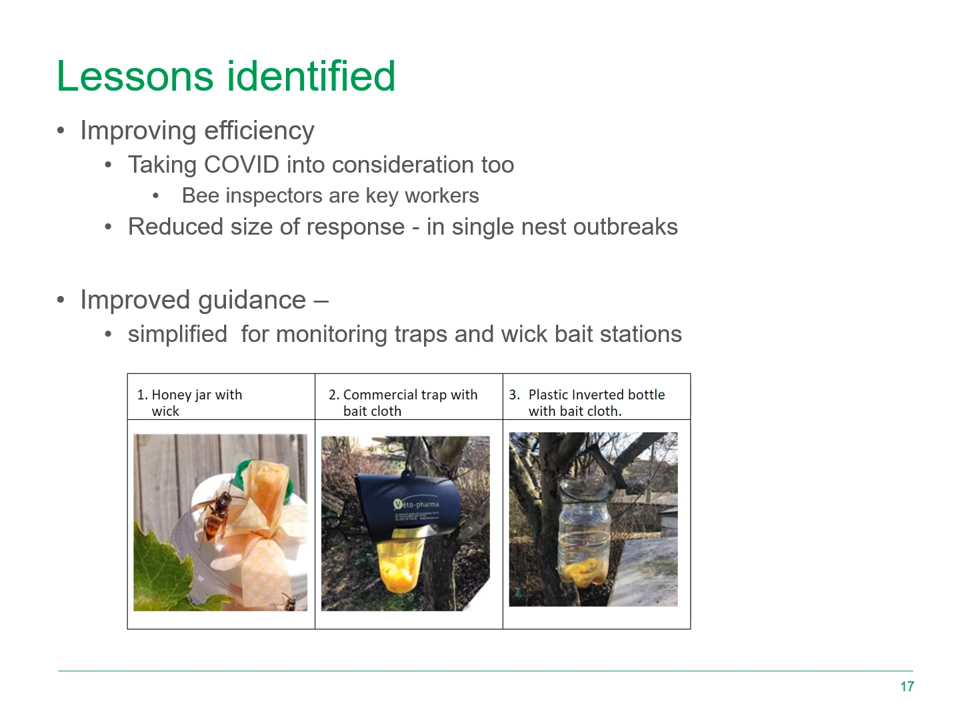 Lessons identified
• Improving efficiency
• Taking COVID into consideration too
• Bee inspectors are key workers
• Reduced size of response - in single nest outbreaks
• Improved guidance –
• simplified  for monitoring traps and wick bait stations
1. Honey jar with
wick
2. Commercial trap with
bait cloth
3. Plastic Inverted bottle
with bait cloth.
Véto-pharma
17